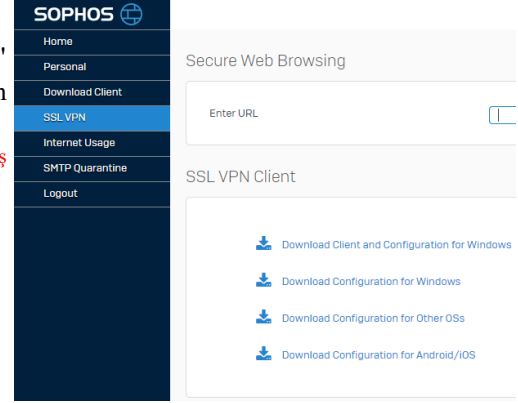 SOPHOS
Home
Personal
Download Client
SSL VPN
Internet Usage
SMTP Quarantine
Logout
Secure Web Browsing
Enter URL
SSL VPN Client
Download Client and Configuration for Windows
Download Configuration for Windows
Download Configuration for Other OSs
Download Configuration for Android/iOS